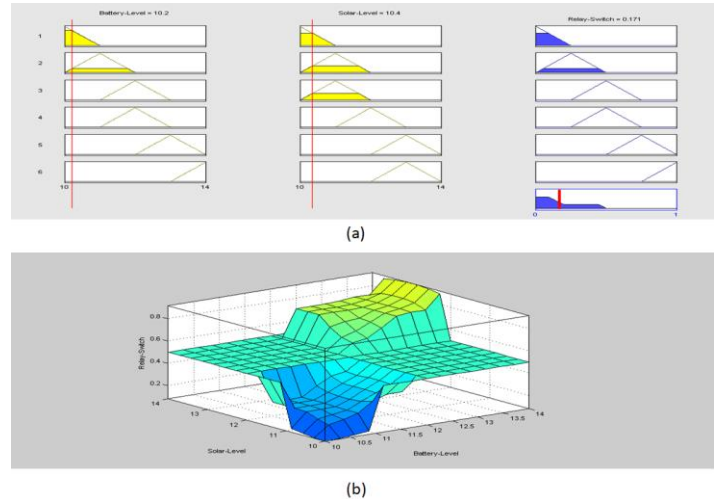 Battery-Level = 10.2 Solar-Level = 10.4 Relay-Switch = 0.171
1
2
3
4
5
6
10 14 10 14
0 1
(a)
0.8
0.6
0.4
0.2
Relay-Switch
14
13
12
11
10
Solar-Level
10 10.5 11 11.5 12 12.5 13 13.5 14
Battery-Level
(b)